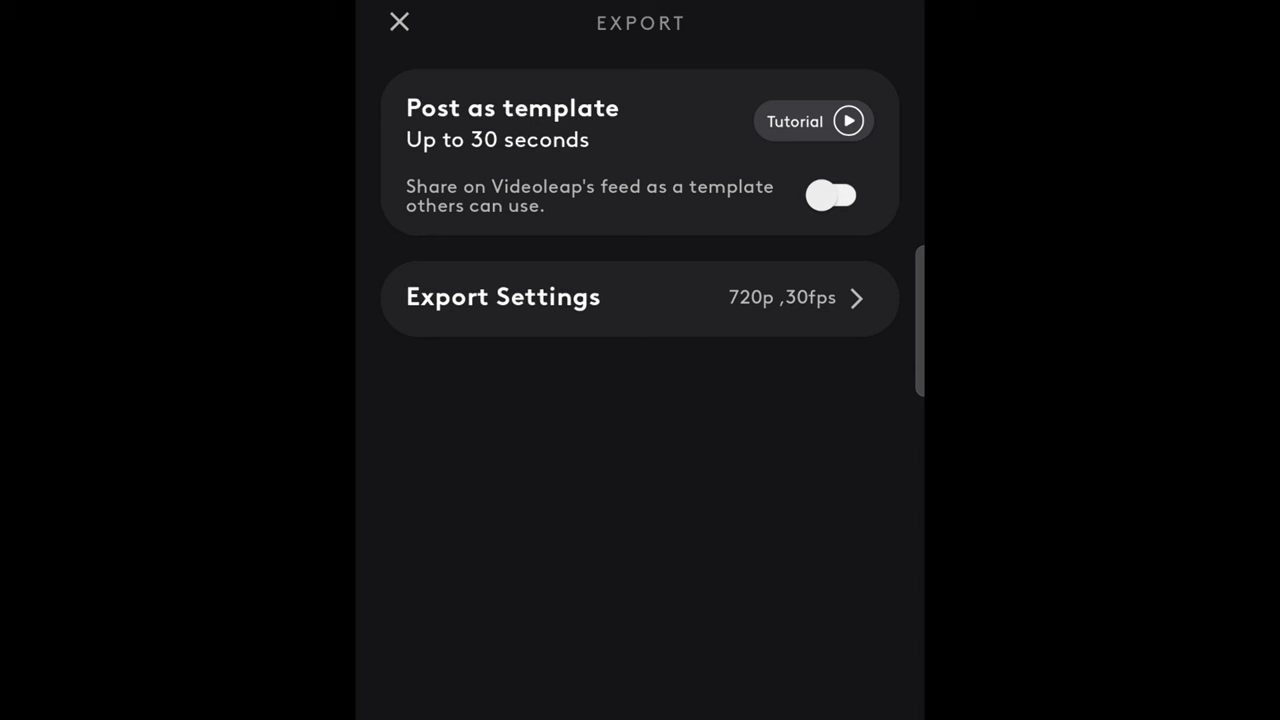 EXPORT
Post as template
Up to 30 seconds
Tutorial
Share on Videoleap's feed as a template
others can use.
Export Settings
720p ,30fps